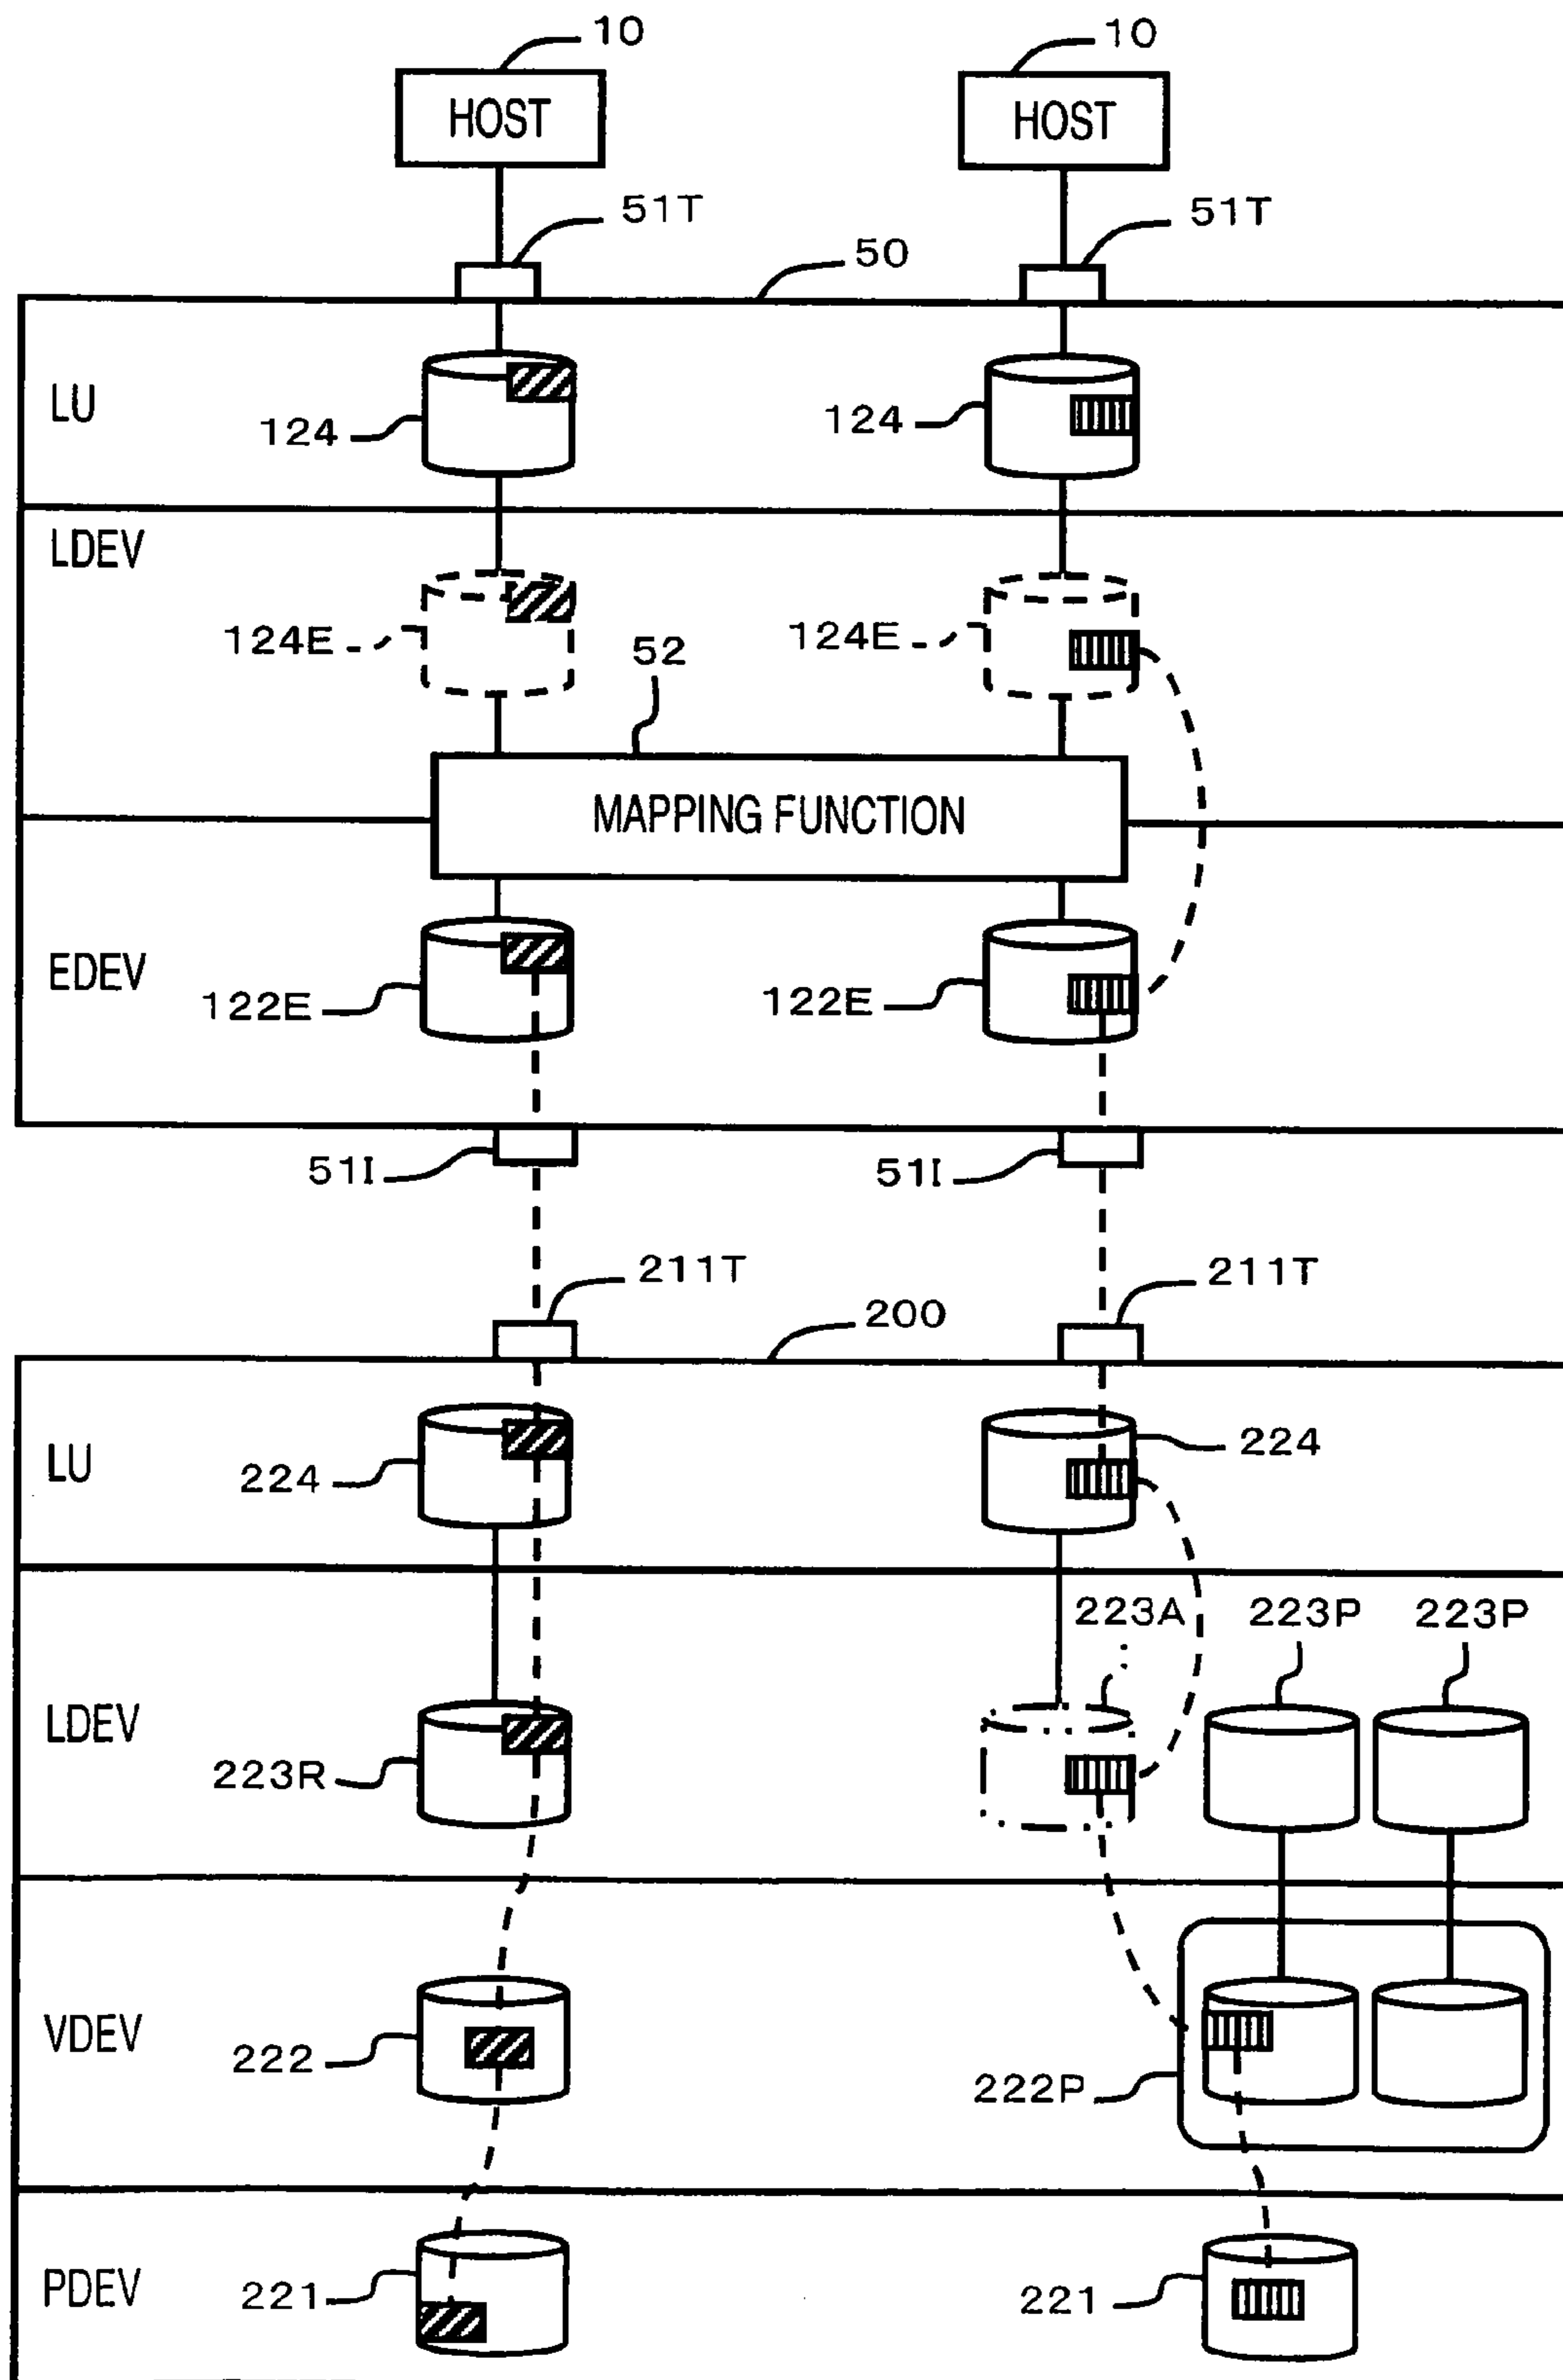 10 10
HOST HOST
51T 51T
50
LU
124 124
LDEV
124E 124E
52
MAPPING FUNCTION
EDEV
122E 122E
51I 51I
211T 211T
200
LU
224 224
223A 223P 223P
LDEV
223R
VDEV
222 222P
PDEV
221 221